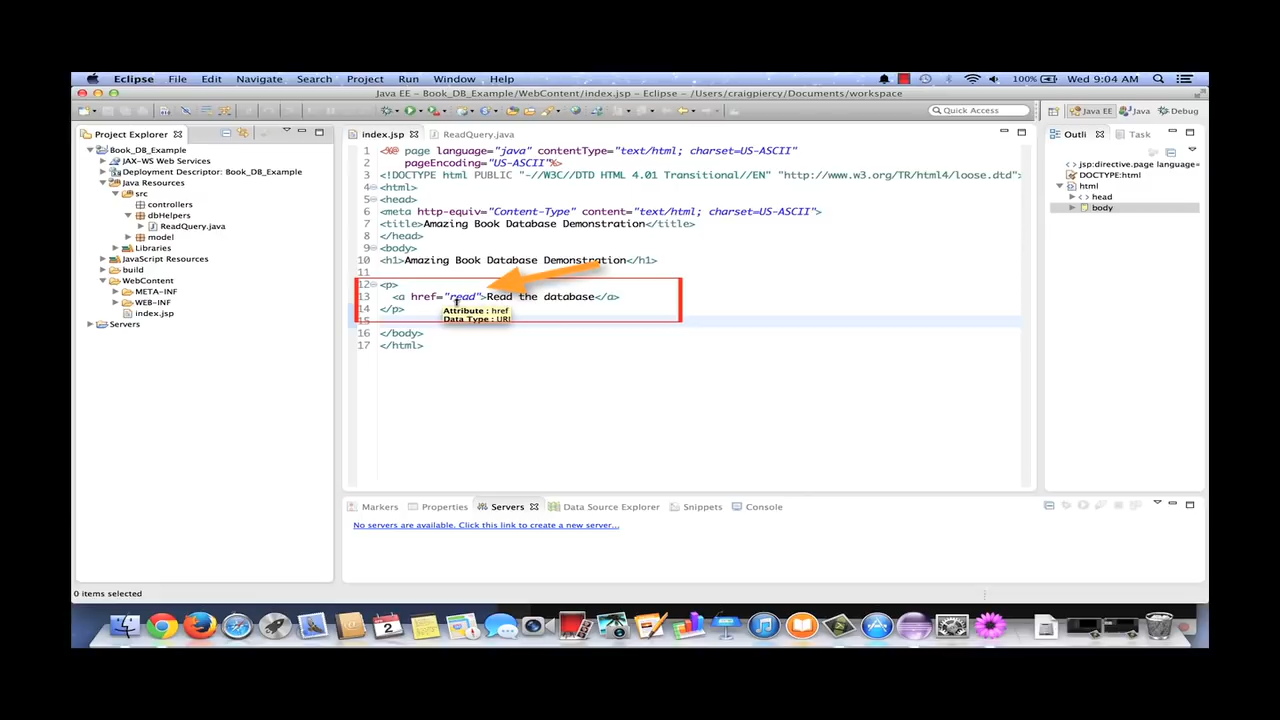 Eclipse File Edit Navigate Search Project Run Window Help 100% Wed 9:04 AM
Java EE – Book_DB_Example/WebContent/index.jsp – Eclipse – /Users/craigpiercy/Documents/workspace
Quick Access Java EE Java Debug
Project Explorer
Book_DB_Example
JAX-WS Web Services
Deployment Descriptor: Book_DB_Example
Java Resources
src
controllers
dbHelpers
ReadQuery.java
model
Libraries
JavaScript Resources
build
WebContent
META-INF
WEB-INF
index.jsp
Servers
index.jsp ReadQuery.java
1 <%@ page language="java" contentType="text/html; charset=US-ASCII"
2 pageEncoding="US-ASCII"%>
3 <!DOCTYPE html PUBLIC "-//W3C//DTD HTML 4.01 Transitional//EN" "http://www.w3.org/TR/html4/loose.dtd">
4 <html>
5 <head>
6 <meta http-equiv="Content-Type" content="text/html; charset=US-ASCII">
7 <title>Amazing Book Database Demonstration</title>
8 </head>
9 <body>
10 <h1>Amazing Book Database Demonstration</h1>
11
12 <p>
13 <a href="read">Read the database</a>
14 </p>
Attribute : href
Data Type : URI
15
16 </body>
17 </html>
Outli Task
jsp:directive.page language=
DOCTYPE:html
html
head
body
Markers Properties Servers Data Source Explorer Snippets Console
No servers are available. Click this link to create a new server...
0 items selected
2